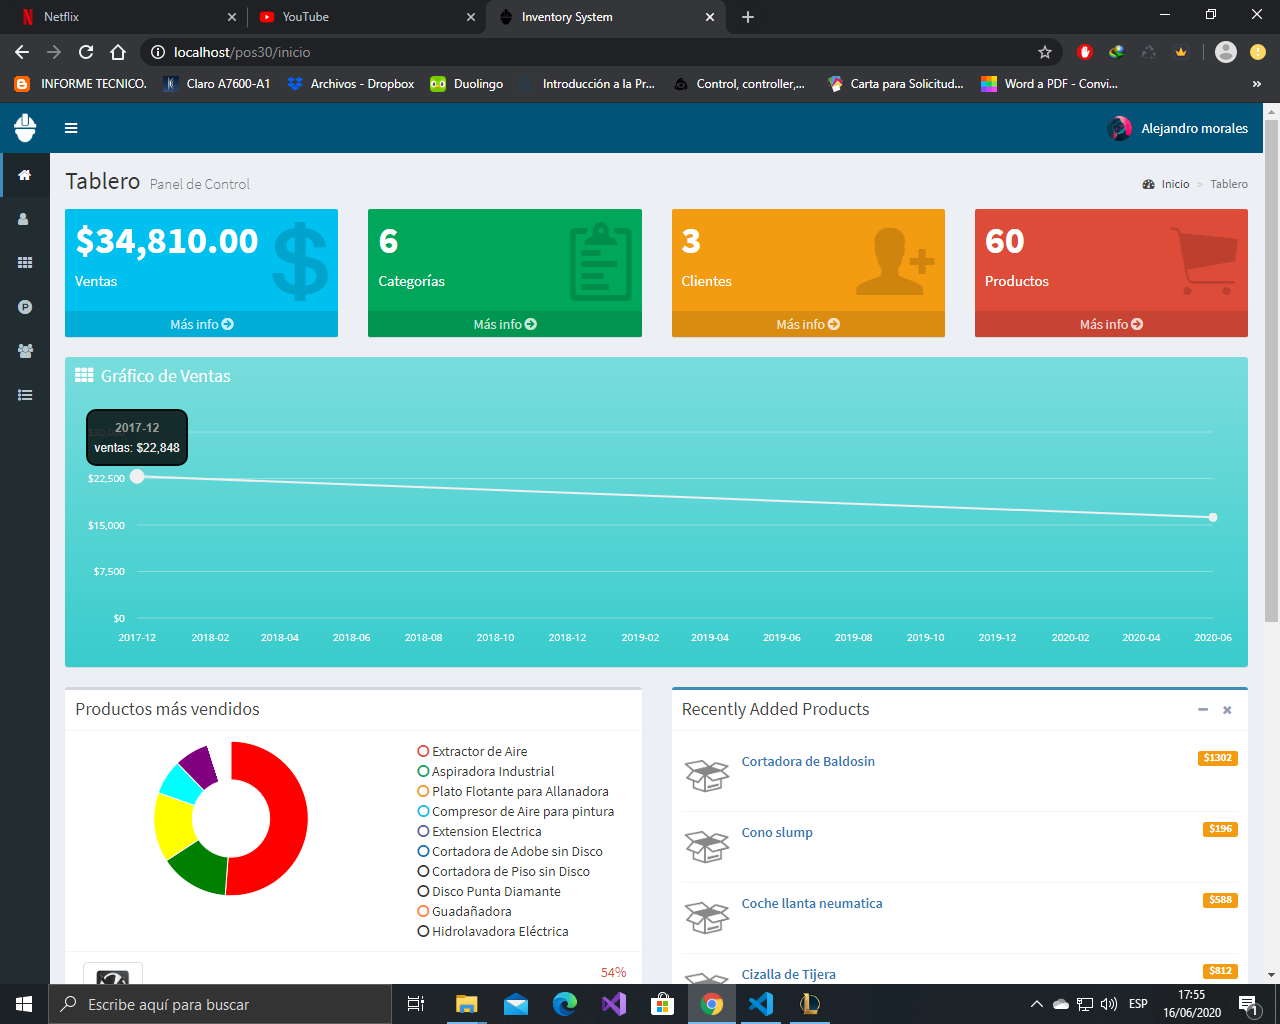 Netflix
YouTube
Inventory System
localhost/pos30/inicio
INFORME TECNICO.
Claro A7600-A1
Archivos - Dropbox
Duolingo
Introducción a la Pr...
Control, controller,...
Carta para Solicitud...
Word a PDF - Convi...
»
Alejandro morales
Tablero Panel de Control
Inicio > Tablero
$34,810.00
Ventas
Más info
6
Categorías
Más info
3
Clientes
Más info
60
Productos
Más info
Gráfico de Ventas
2017-12
ventas: $22,848
$30,000
$22,500
$15,000
$7,500
$0
2017-12 2018-02 2018-04 2018-06 2018-08 2018-10 2018-12 2019-02 2019-04 2019-06 2019-08 2019-10 2019-12 2020-02 2020-04 2020-06
Productos más vendidos
Extractor de Aire
Aspiradora Industrial
Plato Flotante para Allanadora
Compresor de Aire para pintura
Extension Electrica
Cortadora de Adobe sin Disco
Cortadora de Piso sin Disco
Disco Punta Diamante
Guadañadora
Hidrolavadora Eléctrica
54%
Recently Added Products
Cortadora de Baldosin
$1302
Cono slump
$196
Coche llanta neumatica
$588
Cizalla de Tijera
$812
Escribe aquí para buscar
ESP
17:55
16/06/2020
1